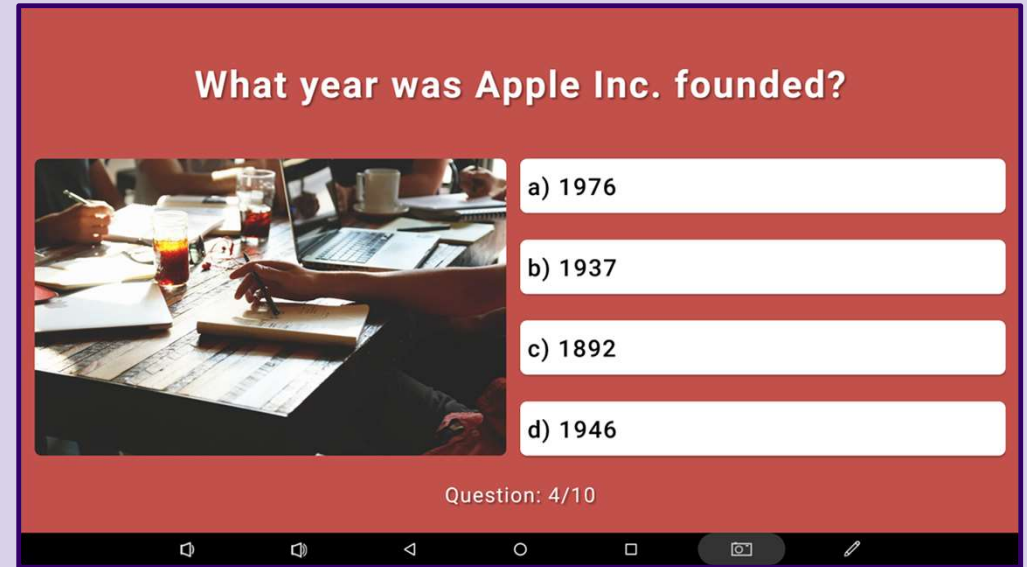 What year was Apple Inc. founded?
a) 1976
b) 1937
c) 1892
d) 1946
Question: 4/10